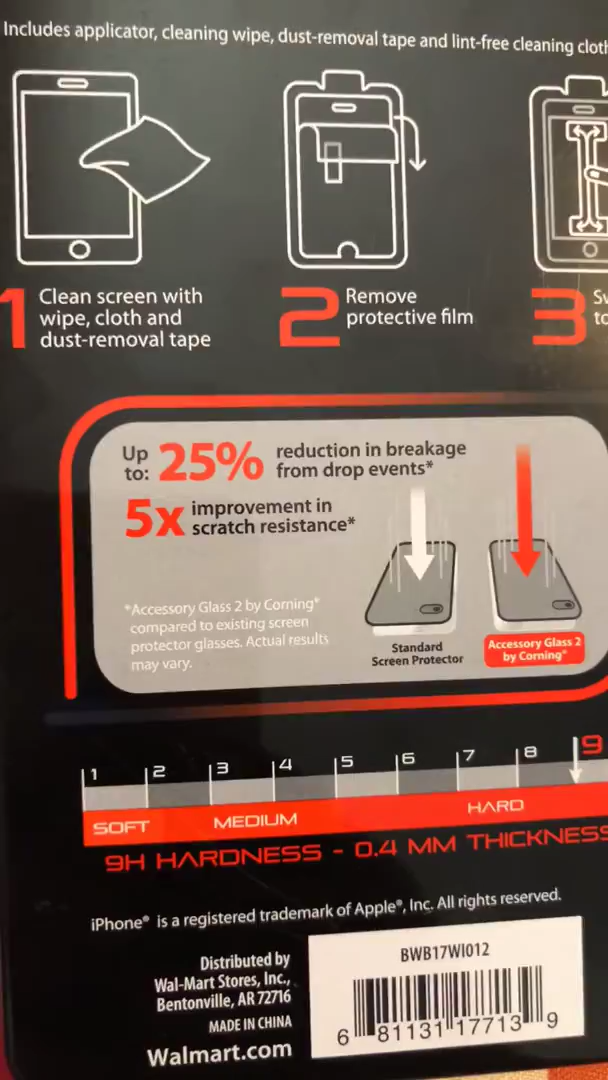 Includes applicator, cleaning wipe, dust-removal tape and lint-free cleaning cloth
1 Clean screen with
wipe, cloth and
dust-removal tape
2 Remove
protective film
3
Up to: 25% reduction in breakage
from drop events*
5x improvement in
scratch resistance*
*Accessory Glass 2 by Corning®
compared to existing screen
protector glasses. Actual results
may vary.
Standard
Screen Protector
Accessory Glass 2
by Corning®
1 2 3 4 5 6 7 8 9
SOFT MEDIUM HARD
9H HARDNESS - 0.4 MM THICKNESS
iPhone® is a registered trademark of Apple®, Inc. All rights reserved.
Distributed by
Wal-Mart Stores, Inc.,
Bentonville, AR 72716
MADE IN CHINA
Walmart.com
BWB17WI012
6 81131 17713 9